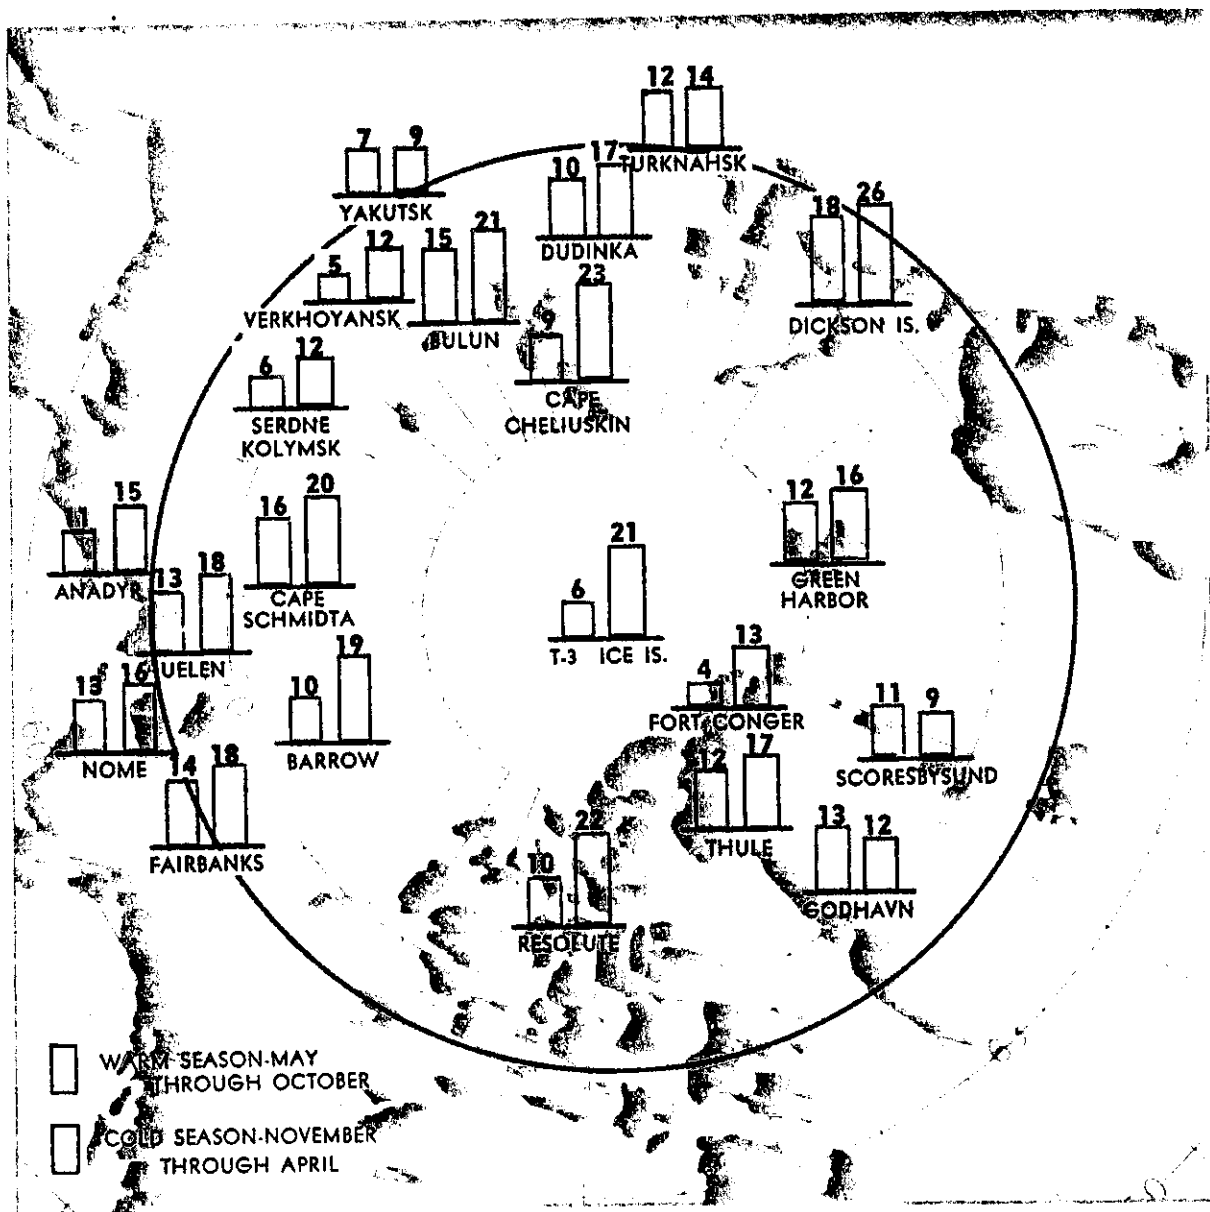 12 14
TURKNAHSK
7 9
YAKUTSK
10 17
DUDINKA
18 26
DICKSON IS.
5 12
VERKHOYANSK
15 21
BULUN
9 23
CAPE
CHELIUSKIN
6 12
SERDNE
KOLYMSK
15
ANADYR
16 20
CAPE
SCHMIDTA
12 16
GREEN
HARBOR
13 18
UELEN
6 21
T-3 ICE IS.
13 16
NOME
10 19
BARROW
4 13
FORT CONGER
11 9
SCORESBYSUND
14 18
FAIRBANKS
12 17
THULE
13 12
GODHAVN
10 22
RESOLUTE
WARM SEASON-MAY
THROUGH OCTOBER
COLD SEASON-NOVEMBER
THROUGH APRIL